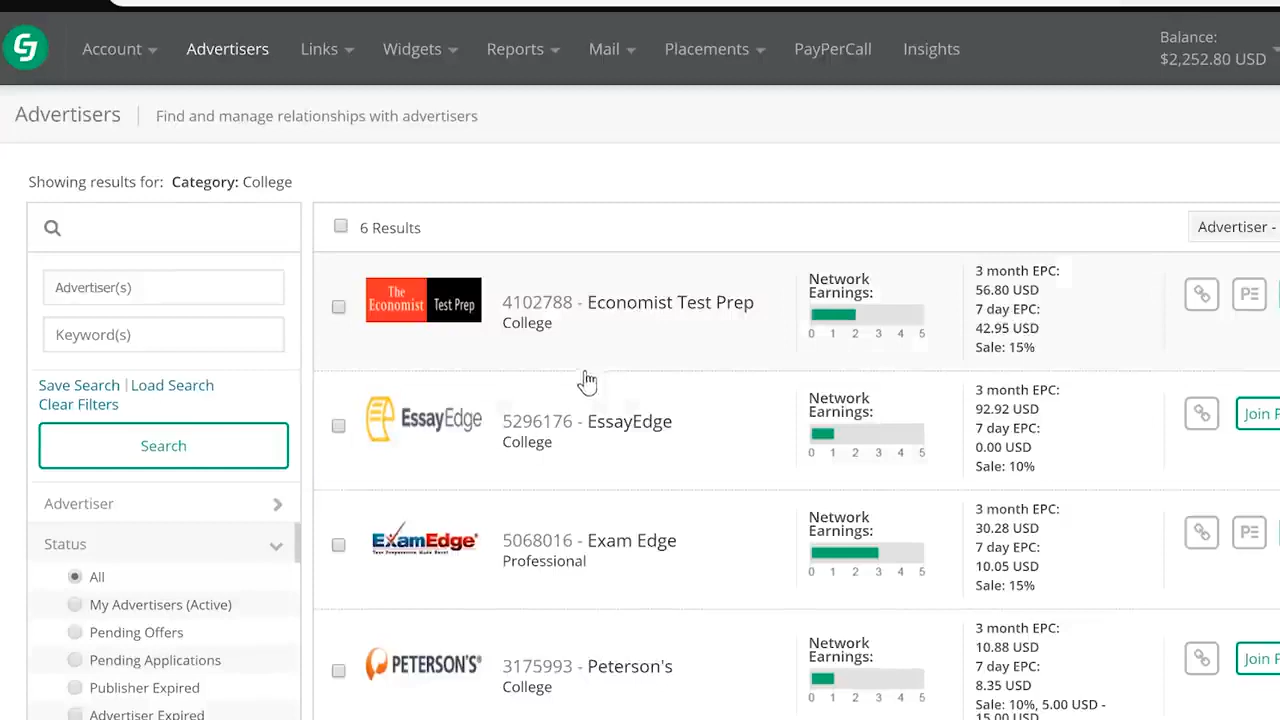 Account
Advertisers
Links
Widgets
Reports
Mail
Placements
PayPerCall
Insights
Balance:
$2,252.80 USD
Advertisers
Find and manage relationships with advertisers
Showing results for: Category: College
Advertiser(s)
Keyword(s)
Save Search | Load Search
Clear Filters
Search
Advertiser
Status
All
My Advertisers (Active)
Pending Offers
Pending Applications
Publisher Expired
Advertiser Expired
6 Results
Advertiser -
The Economist Test Prep
4102788 - Economist Test Prep
College
Network
Earnings:
0 1 2 3 4 5
3 month EPC:
56.80 USD
7 day EPC:
42.95 USD
Sale: 15%
PE
EssayEdge
5296176 - EssayEdge
College
Network
Earnings:
0 1 2 3 4 5
3 month EPC:
92.92 USD
7 day EPC:
0.00 USD
Sale: 10%
Join P
ExamEdge
5068016 - Exam Edge
Professional
Network
Earnings:
0 1 2 3 4 5
3 month EPC:
30.28 USD
7 day EPC:
10.05 USD
Sale: 15%
PE
PETERSON'S
3175993 - Peterson's
College
Network
Earnings:
0 1 2 3 4 5
3 month EPC:
10.88 USD
7 day EPC:
8.35 USD
Sale: 10%, 5.00 USD -
15.00 USD
Join P